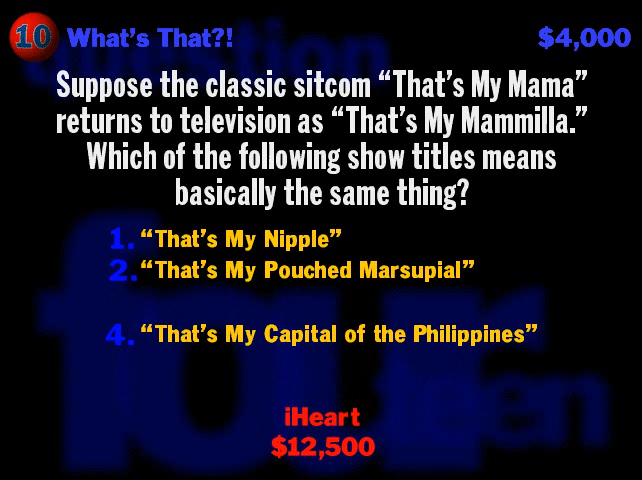 10 What's That?! $4,000
Suppose the classic sitcom “That's My Mama”
returns to television as “That's My Mammilla.”
Which of the following show titles means
basically the same thing?
1. “That's My Nipple”
2. “That's My Pouched Marsupial”
4. “That's My Capital of the Philippines”
iHeart
$12,500
question
fourteen